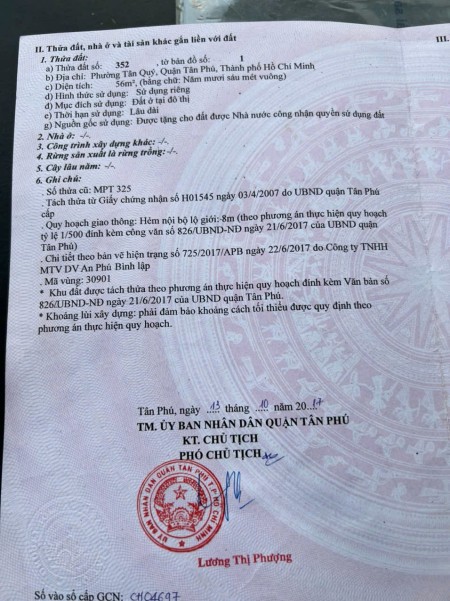 II. Thửa đất, nhà ở và tài sản khác gắn liền với đất
III.
1. Thửa đất:
a) Thửa đất số: 352 , tờ bản đồ số: 1
b) Địa chỉ: Phường Tân Quý, Quận Tân Phú, Thành phố Hồ Chí Minh
c) Diện tích: 56m², (bằng chữ: Năm mươi sáu mét vuông)
d) Hình thức sử dụng: Sử dụng riêng
đ) Mục đích sử dụng: Đất ở tại đô thị
e) Thời hạn sử dụng: Lâu dài
g) Nguồn gốc sử dụng: Được tặng cho đất được Nhà nước công nhận quyền sử dụng đất
2. Nhà ở: -/-.
3. Công trình xây dựng khác: -/-.
4. Rừng sản xuất là rừng trồng: -/-.
5. Cây lâu năm: -/-.
6. Ghi chú:
. Số thửa cũ: MPT 325
. Tách thửa từ Giấy chứng nhận số H01545 ngày 03/4/2007 do UBND quận Tân Phú
cấp
. Quy hoạch giao thông: Hẻm nội bộ lộ giới:-8m (theo phương án thực hiện quy hoạch
tỷ lệ 1/500 đính kèm công văn số 826/UBND-NĐ ngày 21/6/2017 của UBND quận
Tân Phú)
. Chi tiết theo bản vẽ hiện trạng số 725/2017/APB ngày 22/6/2017 do Công ty TNHH
MTV DV An Phú Bình lập
. Mã vùng: 30901
* Khu đất được tách thửa theo phương án thực hiện quy hoạch đính kèm Văn bản số
826/UBND-NĐ ngày 21/6/2017 của UBND quận Tân Phú.
* Khoảng lùi xây dựng: phải đảm bảo khoảng cách tối thiểu được quy định theo
phương án thực hiện quy hoạch.
Tân Phú, ngày 13 tháng 10 năm 2017
TM. ỦY BAN NHÂN DÂN QUẬN TÂN PHÚ
KT. CHỦ TỊCH
PHÓ CHỦ TỊCH
ỦY BAN NHÂN DÂN QUẬN TÂN PHÚ T.P HỒ CHÍ MINH
Lương Thị Phượng
Số vào sổ cấp GCN: CH04697